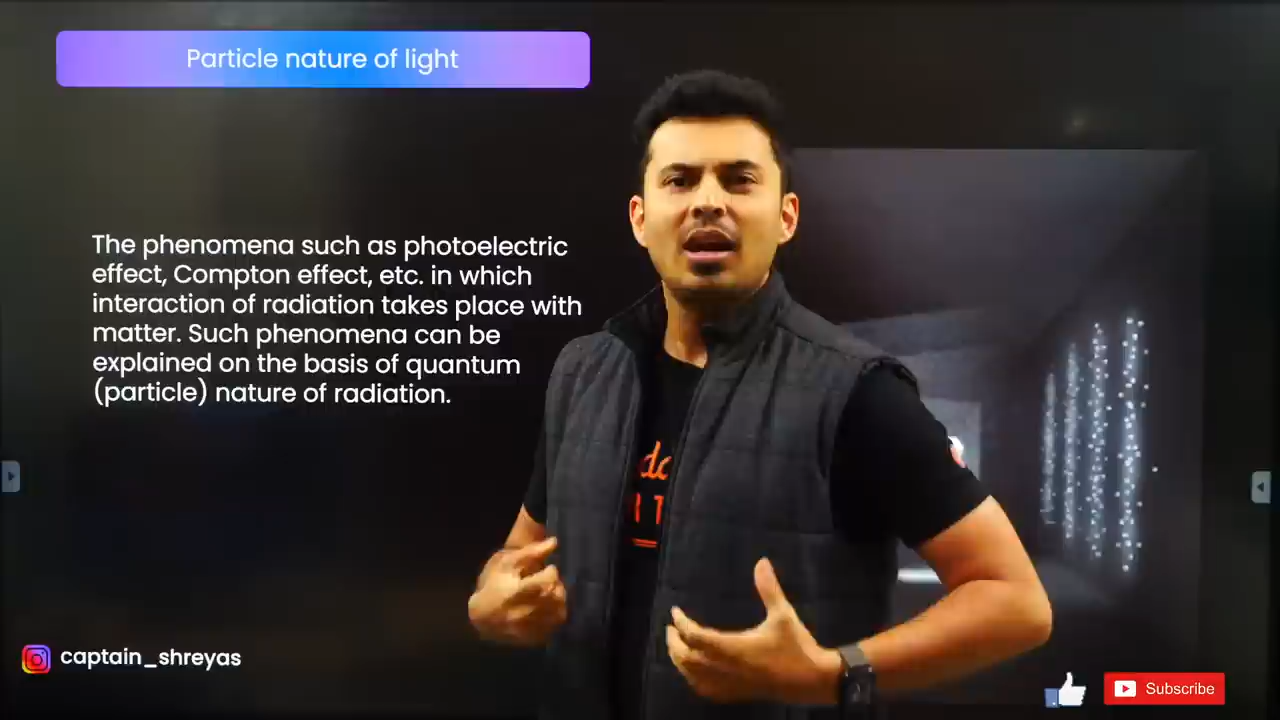 Particle nature of light
The phenomena such as photoelectric
effect, Compton effect, etc. in which
interaction of radiation takes place with
matter. Such phenomena can be
explained on the basis of quantum
(particle) nature of radiation.
captain_shreyas
Subscribe